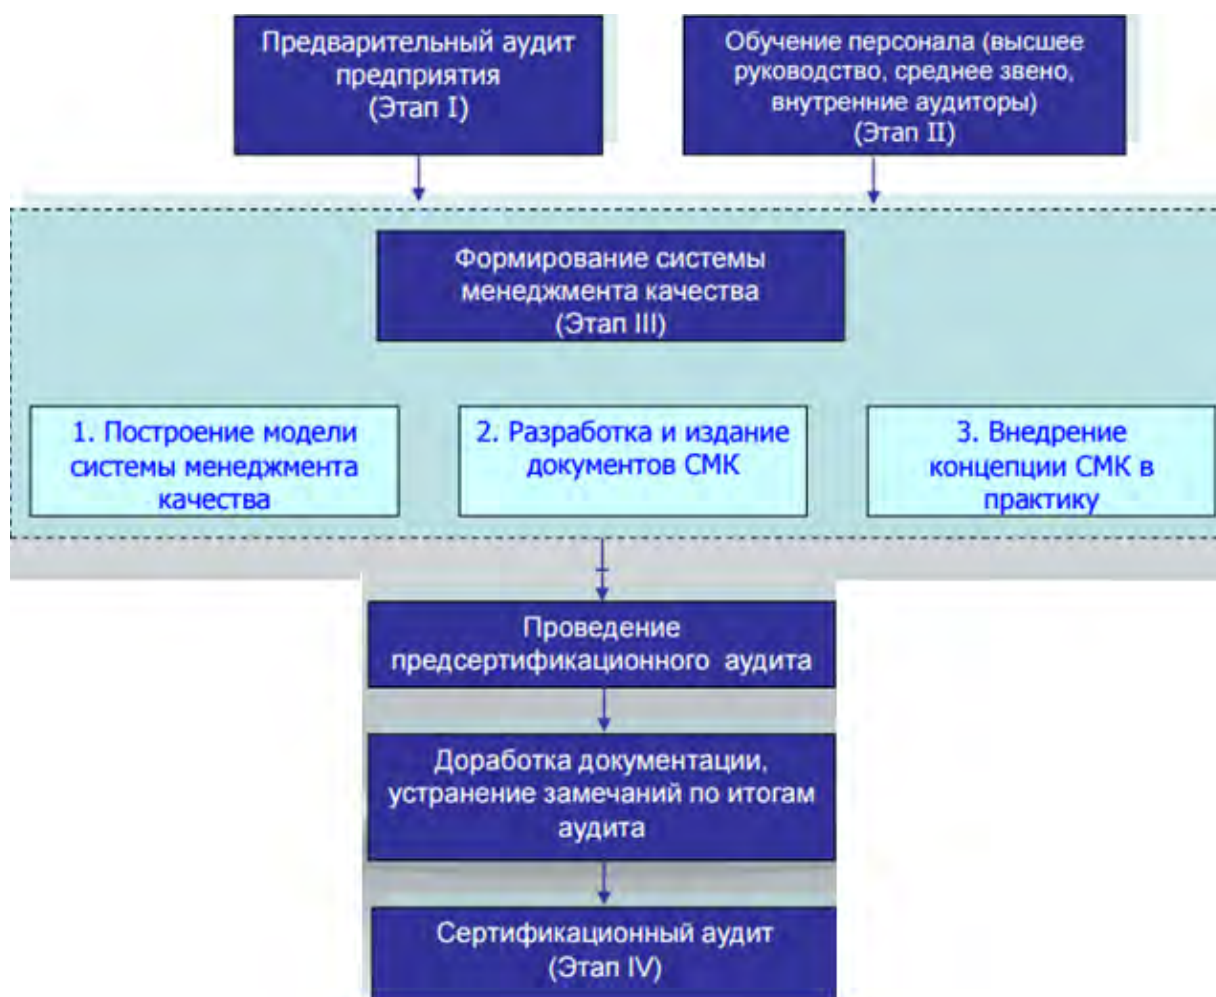 Предварительный аудит
предприятия
(Этап I)
Обучение персонала (высшее
руководство, среднее звено,
внутренние аудиторы)
(Этап II)
Формирование системы
менеджмента качества
(Этап III)
1. Построение модели
системы менеджмента
качества
2. Разработка и издание
документов СМК
3. Внедрение
концепции СМК в
практику
Проведение
предсертификационного аудита
Доработка документации,
устранение замечаний по итогам
аудита
Сертификационный аудит
(Этап IV)